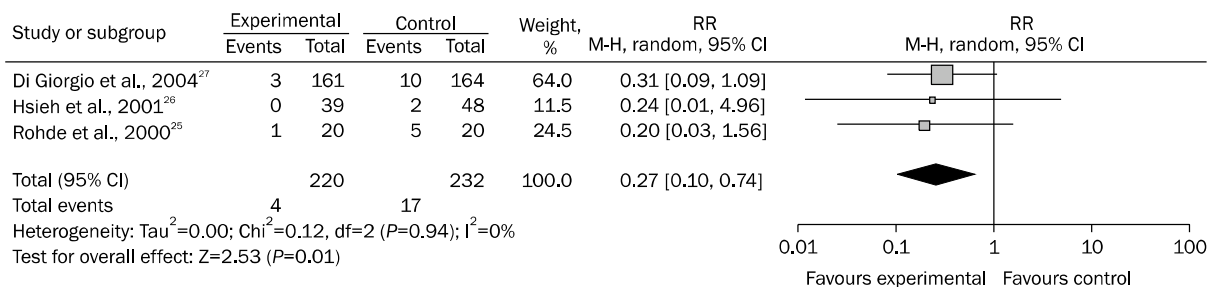 Study or subgroup Experimental Control Weight, % RR M-H, random, 95% CI RR M-H, random, 95% CI
Events Total Events Total
Di Giorgio et al., 2004²⁷ 3 161 10 164 64.0 0.31 [0.09, 1.09]
Hsieh et al., 2001²⁶ 0 39 2 48 11.5 0.24 [0.01, 4.96]
Rohde et al., 2000²⁵ 1 20 5 20 24.5 0.20 [0.03, 1.56]
Total (95% CI) 220 232 100.0 0.27 [0.10, 0.74]
Total events 4 17
Heterogeneity: Tau²=0.00; Chi²=0.12, df=2 (P=0.94); I²=0%
Test for overall effect: Z=2.53 (P=0.01)
0.01 0.1 1 10 100
Favours experimental Favours control